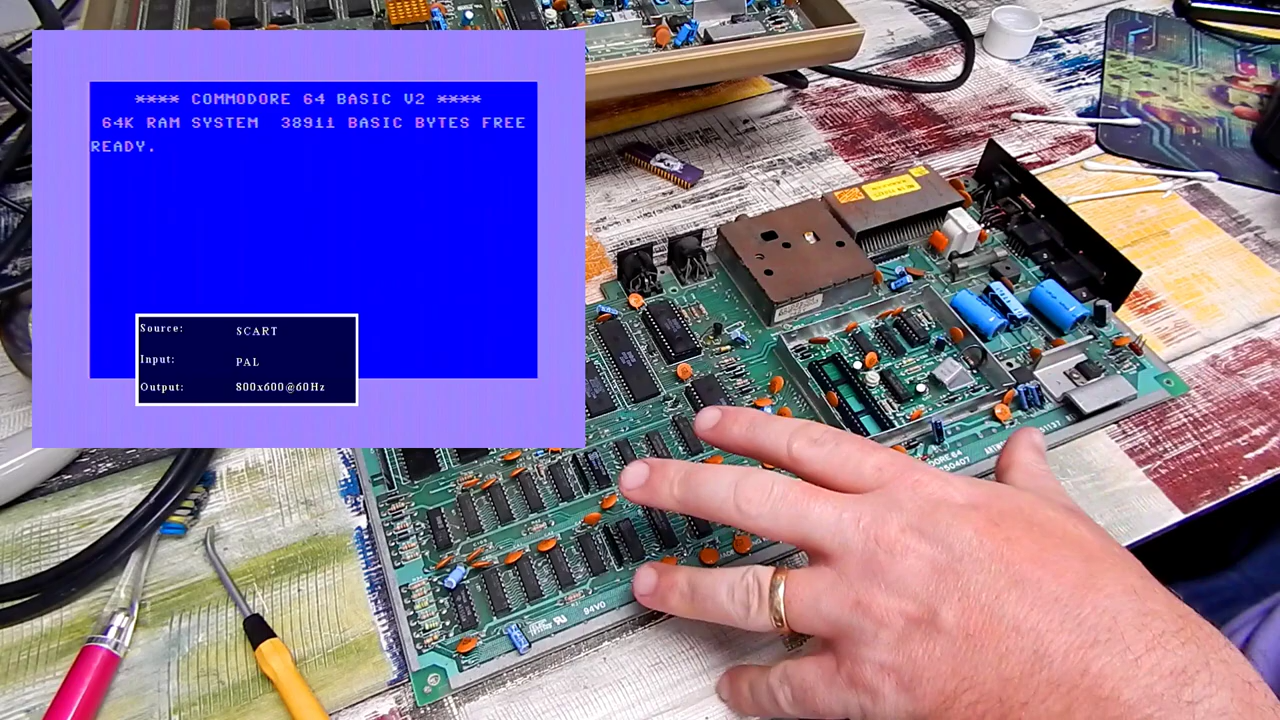 **** COMMODORE 64 BASIC V2 ****
64K RAM SYSTEM  38911 BASIC BYTES FREE
READY.
Source: SCART
Input: PAL
Output: 800x600@60Hz
94V0